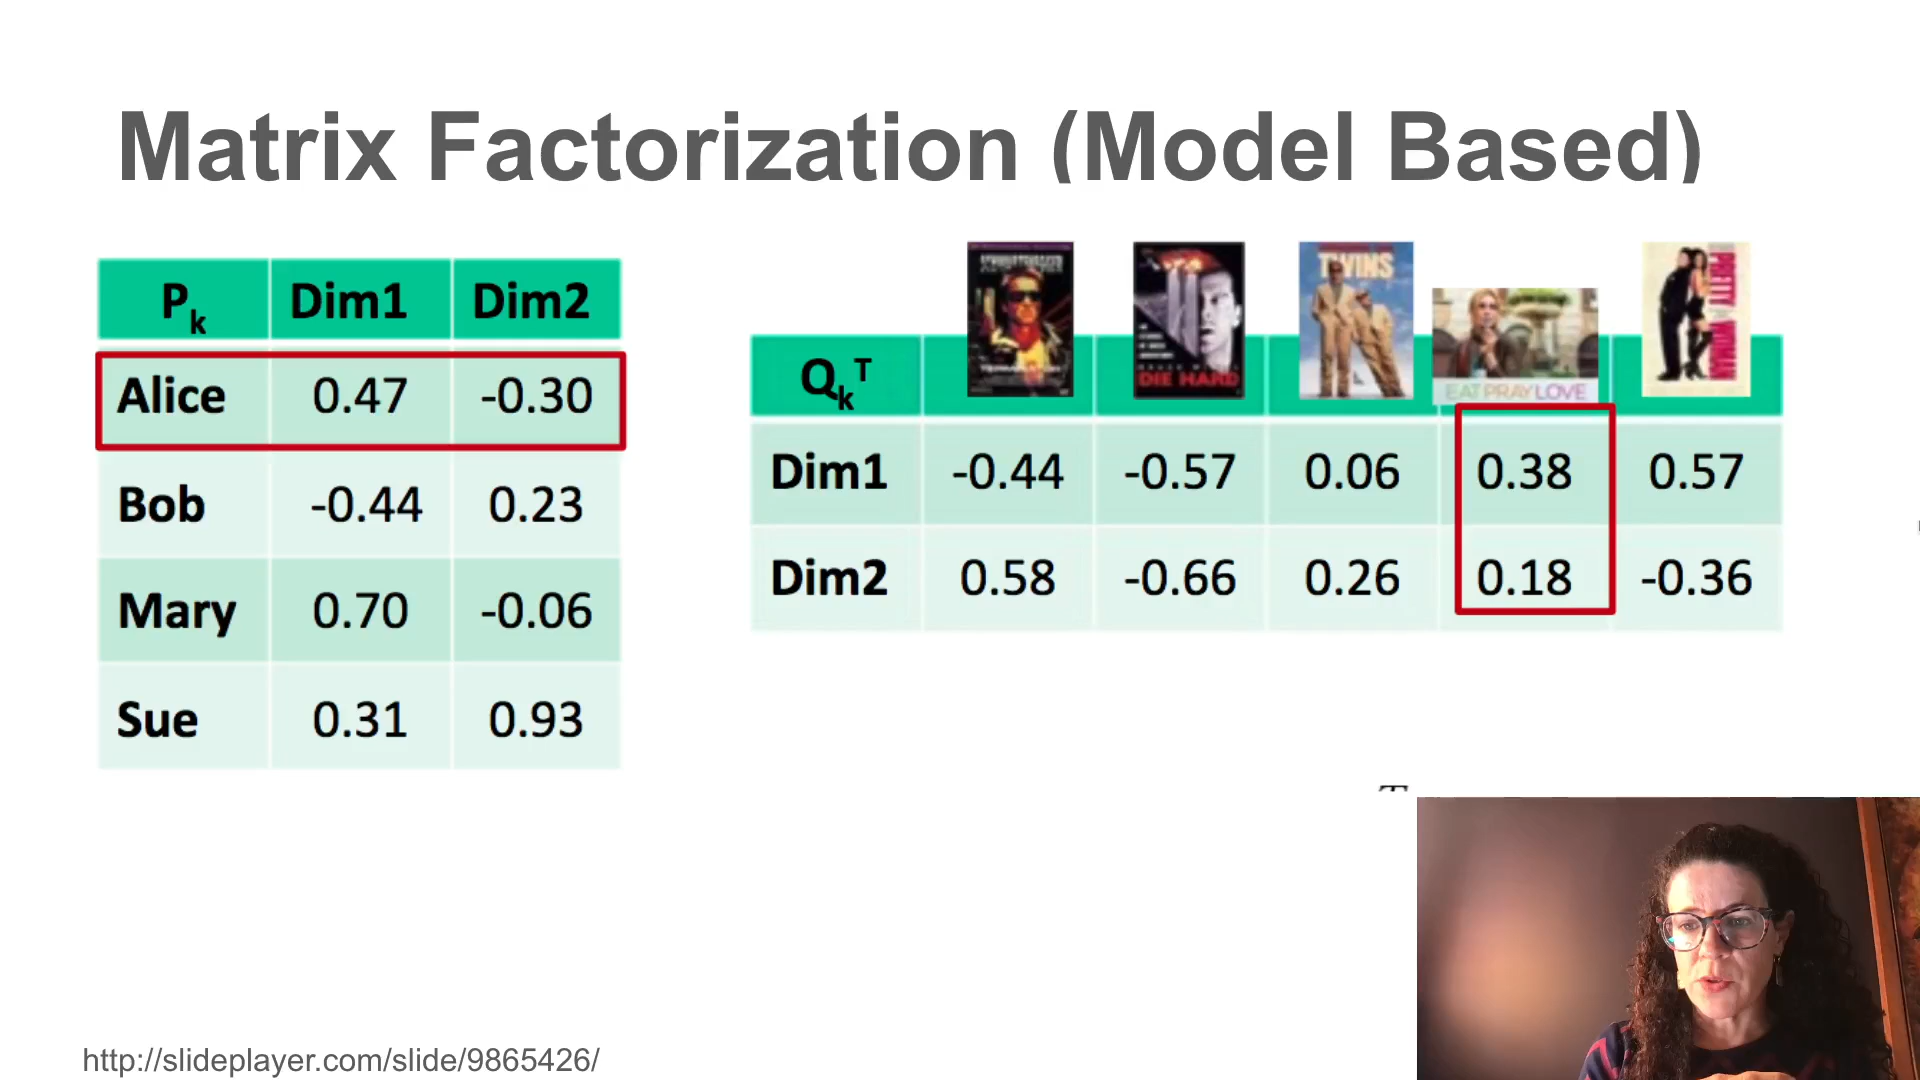 Matrix Factorization (Model Based)
Pk Dim1 Dim2
Alice 0.47 -0.30
Bob -0.44 0.23
Mary 0.70 -0.06
Sue 0.31 0.93
TWINS
DIE HARD
EAT PRAY LOVE
PRETTY WOMAN
QkT
Dim1 -0.44 -0.57 0.06 0.38 0.57
Dim2 0.58 -0.66 0.26 0.18 -0.36
http://slideplayer.com/slide/9865426/